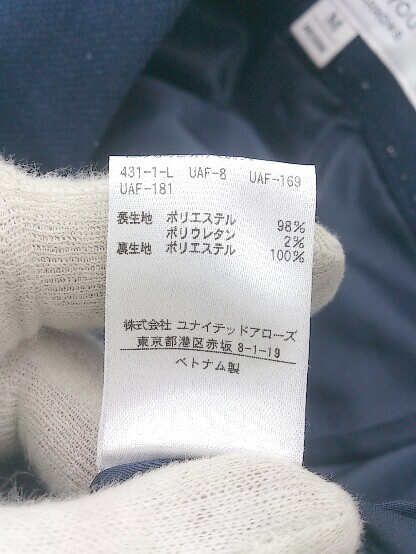 M
431-1-L UAF-8 UAF-169
UAF-181
表生地 ポリエステル 98%
ポリウレタン 2%
裏生地 ポリエステル 100%
株式会社 ユナイテッドアローズ
東京都港区赤坂 8-1-19
ベトナム製